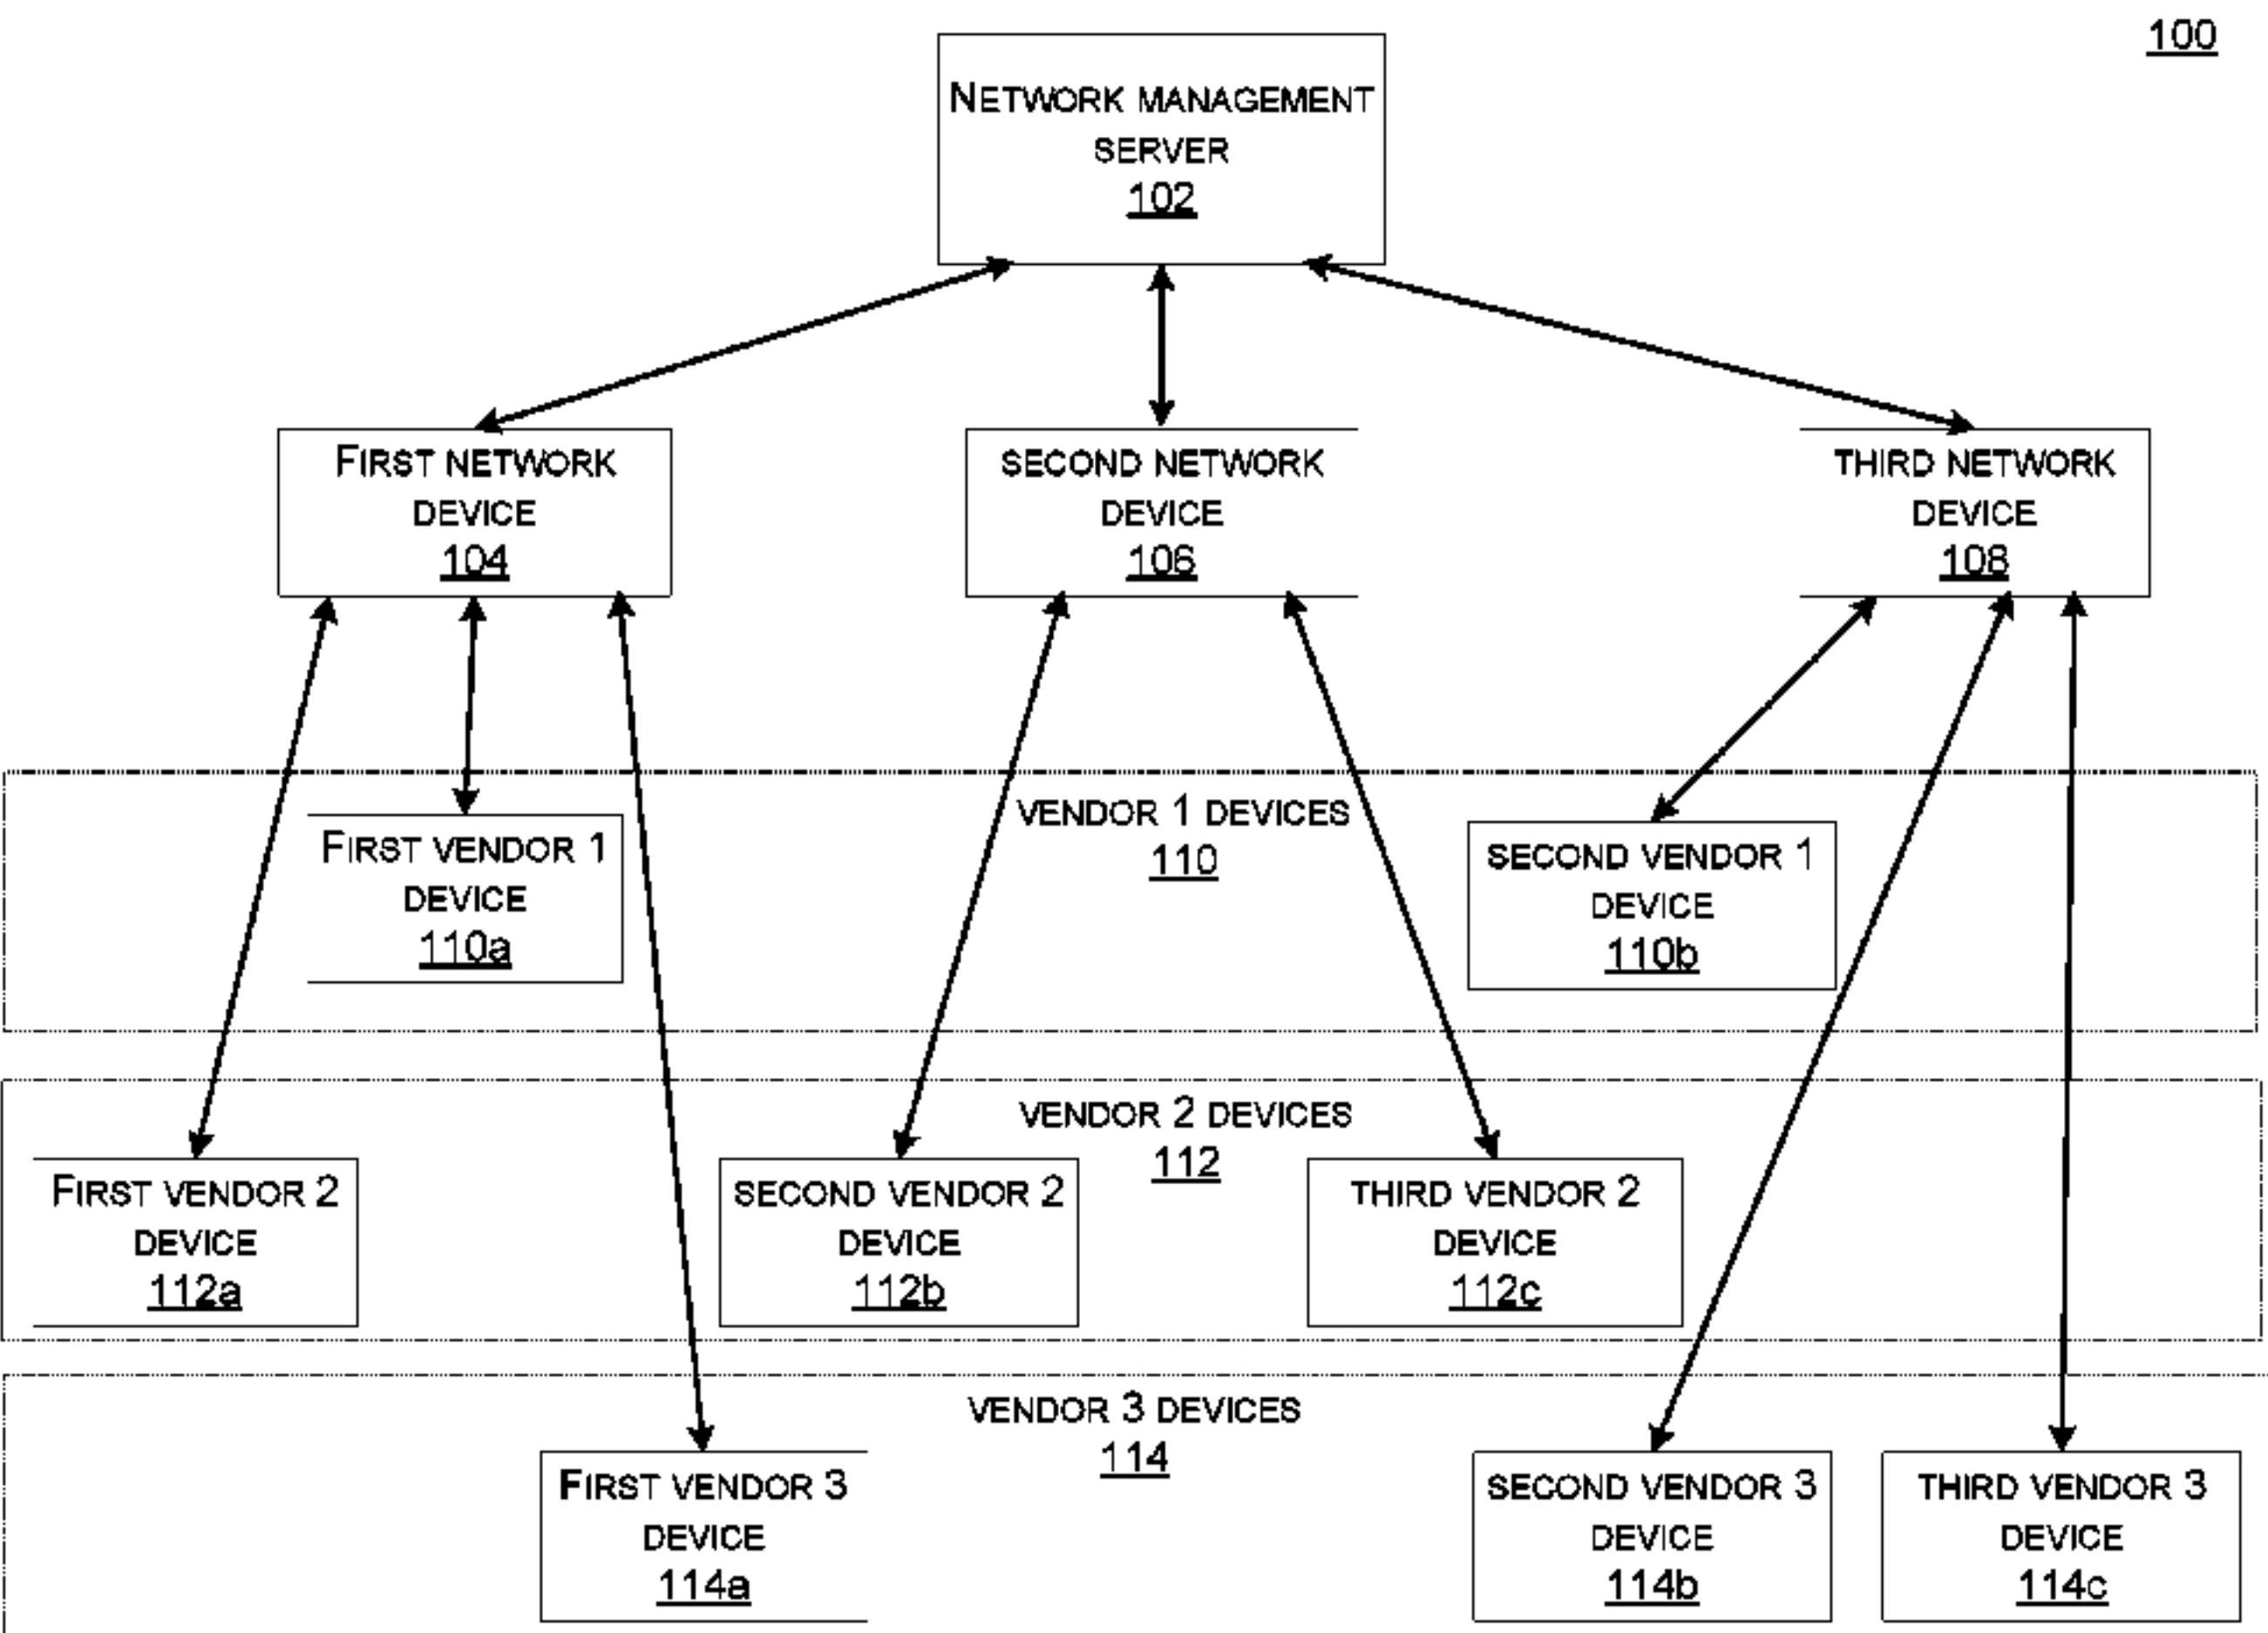 100
NETWORK MANAGEMENT
SERVER
102
FIRST NETWORK
DEVICE
104
SECOND NETWORK
DEVICE
106
THIRD NETWORK
DEVICE
108
VENDOR 1 DEVICES
110
FIRST VENDOR 1
DEVICE
110a
SECOND VENDOR 1
DEVICE
110b
VENDOR 2 DEVICES
112
FIRST VENDOR 2
DEVICE
112a
SECOND VENDOR 2
DEVICE
112b
THIRD VENDOR 2
DEVICE
112c
VENDOR 3 DEVICES
114
FIRST VENDOR 3
DEVICE
114a
SECOND VENDOR 3
DEVICE
114b
THIRD VENDOR 3
DEVICE
114c